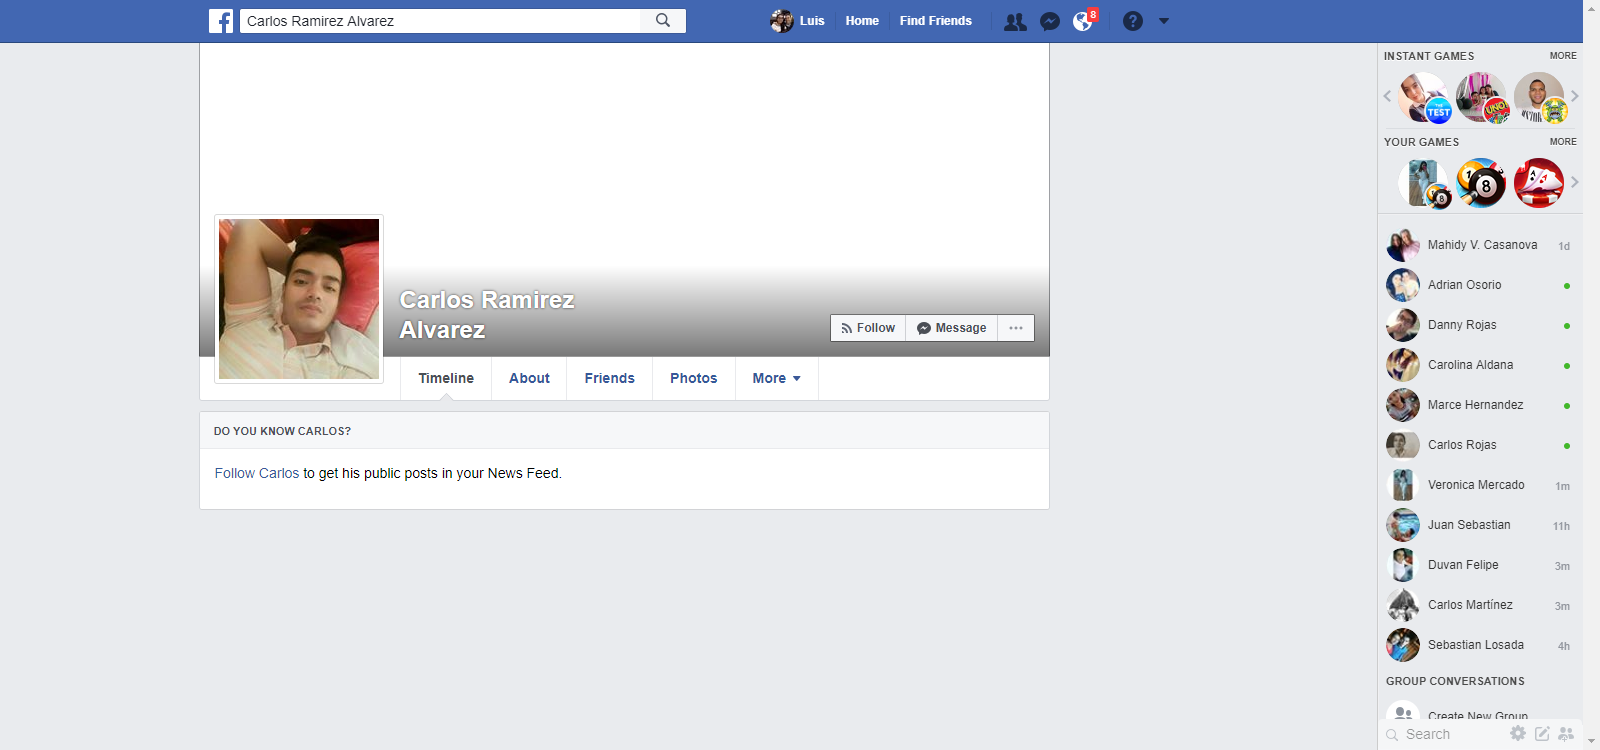 Carlos Ramirez Alvarez
Luis
Home
Find Friends
8
Carlos Ramirez
Alvarez
Follow
Message
Timeline
About
Friends
Photos
More
DO YOU KNOW CARLOS?
Follow Carlos to get his public posts in your News Feed.
INSTANT GAMES
MORE
THE
TEST
UNO
YOUR GAMES
MORE
8
Mahidy V. Casanova 1d
Adrian Osorio
Danny Rojas
Carolina Aldana
Marce Hernandez
Carlos Rojas
Veronica Mercado 1m
Juan Sebastian 11h
Duvan Felipe 3m
Carlos Martínez 3m
Sebastian Losada 4h
GROUP CONVERSATIONS
Create New Group
Search